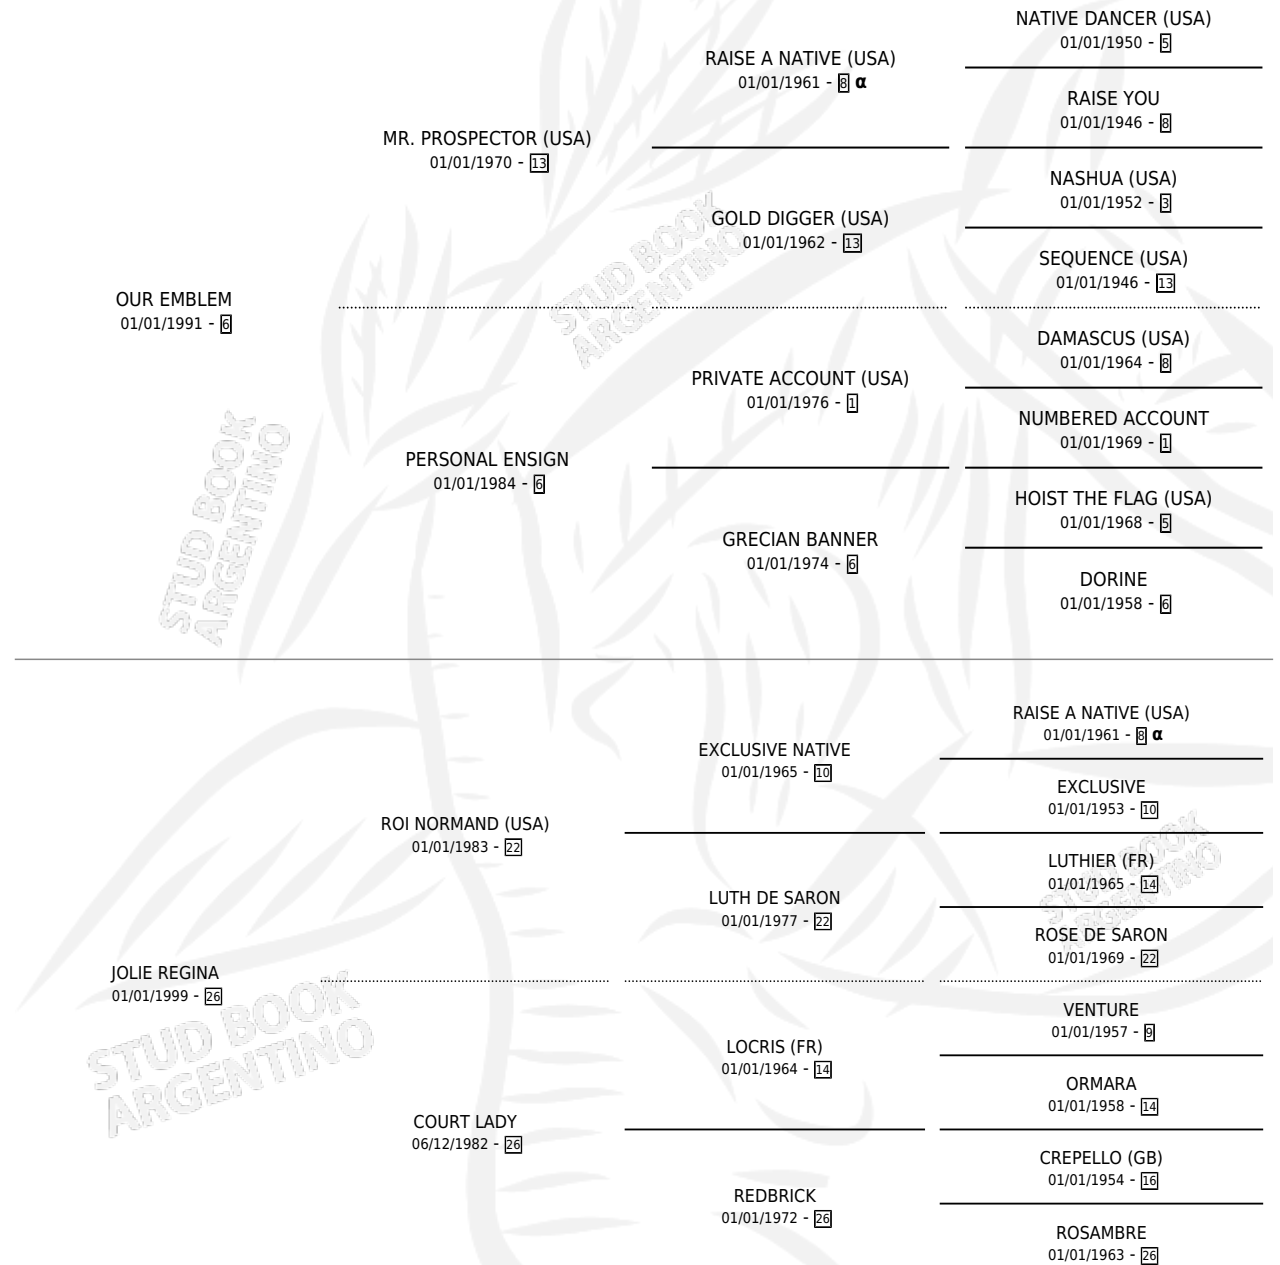 NATIVE DANCER (USA)
01/01/1950 - 5
RAISE A NATIVE (USA)
01/01/1961 - 8 α
RAISE YOU
01/01/1946 - 8
MR. PROSPECTOR (USA)
01/01/1970 - 13
NASHUA (USA)
01/01/1952 - 3
GOLD DIGGER (USA)
01/01/1962 - 13
SEQUENCE (USA)
01/01/1946 - 13
OUR EMBLEM
01/01/1991 - 6
DAMASCUS (USA)
01/01/1964 - 8
PRIVATE ACCOUNT (USA)
01/01/1976 - 1
NUMBERED ACCOUNT
01/01/1969 - 1
PERSONAL ENSIGN
01/01/1984 - 6
HOIST THE FLAG (USA)
01/01/1968 - 5
GRECIAN BANNER
01/01/1974 - 6
DORINE
01/01/1958 - 6
RAISE A NATIVE (USA)
01/01/1961 - 8 α
EXCLUSIVE NATIVE
01/01/1965 - 10
EXCLUSIVE
01/01/1953 - 10
ROI NORMAND (USA)
01/01/1983 - 22
LUTHIER (FR)
01/01/1965 - 14
LUTH DE SARON
01/01/1977 - 22
ROSE DE SARON
01/01/1969 - 22
JOLIE REGINA
01/01/1999 - 26
VENTURE
01/01/1957 - 9
LOCRIS (FR)
01/01/1964 - 14
ORMARA
01/01/1958 - 14
COURT LADY
06/12/1982 - 26
CREPELLO (GB)
01/01/1954 - 16
REDBRICK
01/01/1972 - 26
ROSAMBRE
01/01/1963 - 26
STUD BOOK
ARGENTINO
STUD BOOK
ARGENTINO
STUD BOOK
ARGENTINO
STUD BOOK
ARGENTINO